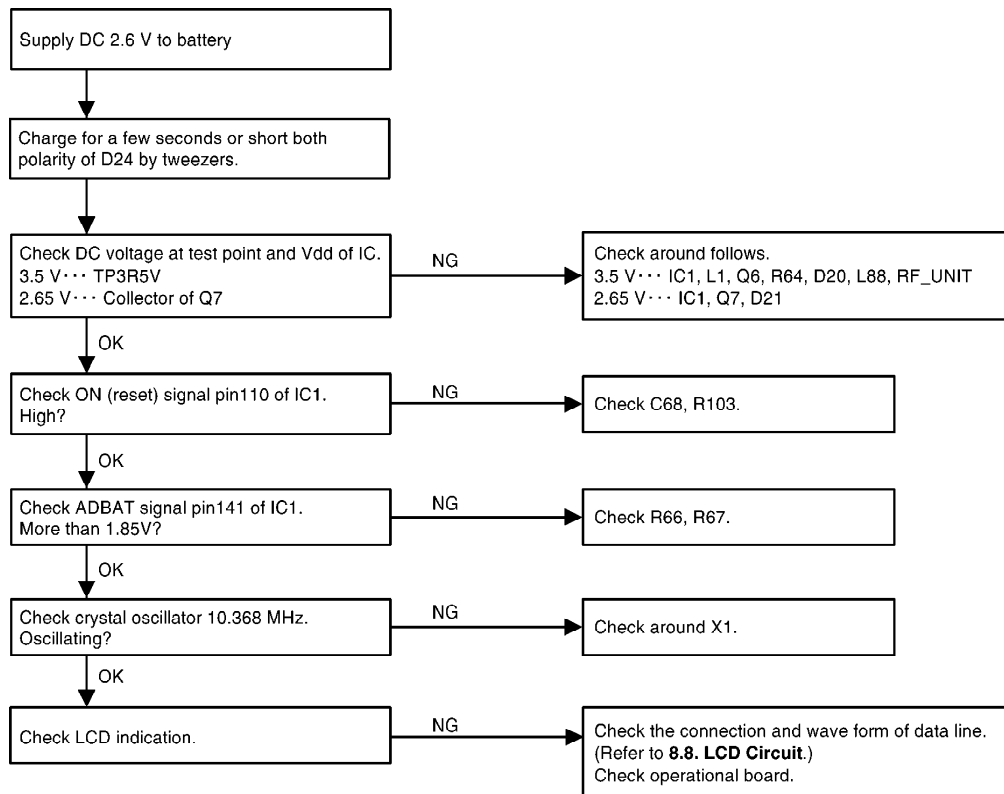 Supply DC 2.6 V to battery
Charge for a few seconds or short both
polarity of D24 by tweezers.
Check DC voltage at test point and Vdd of IC.
3.5 V··· TP3R5V
2.65 V··· Collector of Q7
NG
Check around follows.
3.5 V··· IC1, L1, Q6, R64, D20, L88, RF_UNIT
2.65 V··· IC1, Q7, D21
OK
Check ON (reset) signal pin110 of IC1.
High?
NG
Check C68, R103.
OK
Check ADBAT signal pin141 of IC1.
More than 1.85V?
NG
Check R66, R67.
OK
Check crystal oscillator 10.368 MHz.
Oscillating?
NG
Check around X1.
OK
Check LCD indication.
NG
Check the connection and wave form of data line.
(Refer to 8.8. LCD Circuit.)
Check operational board.